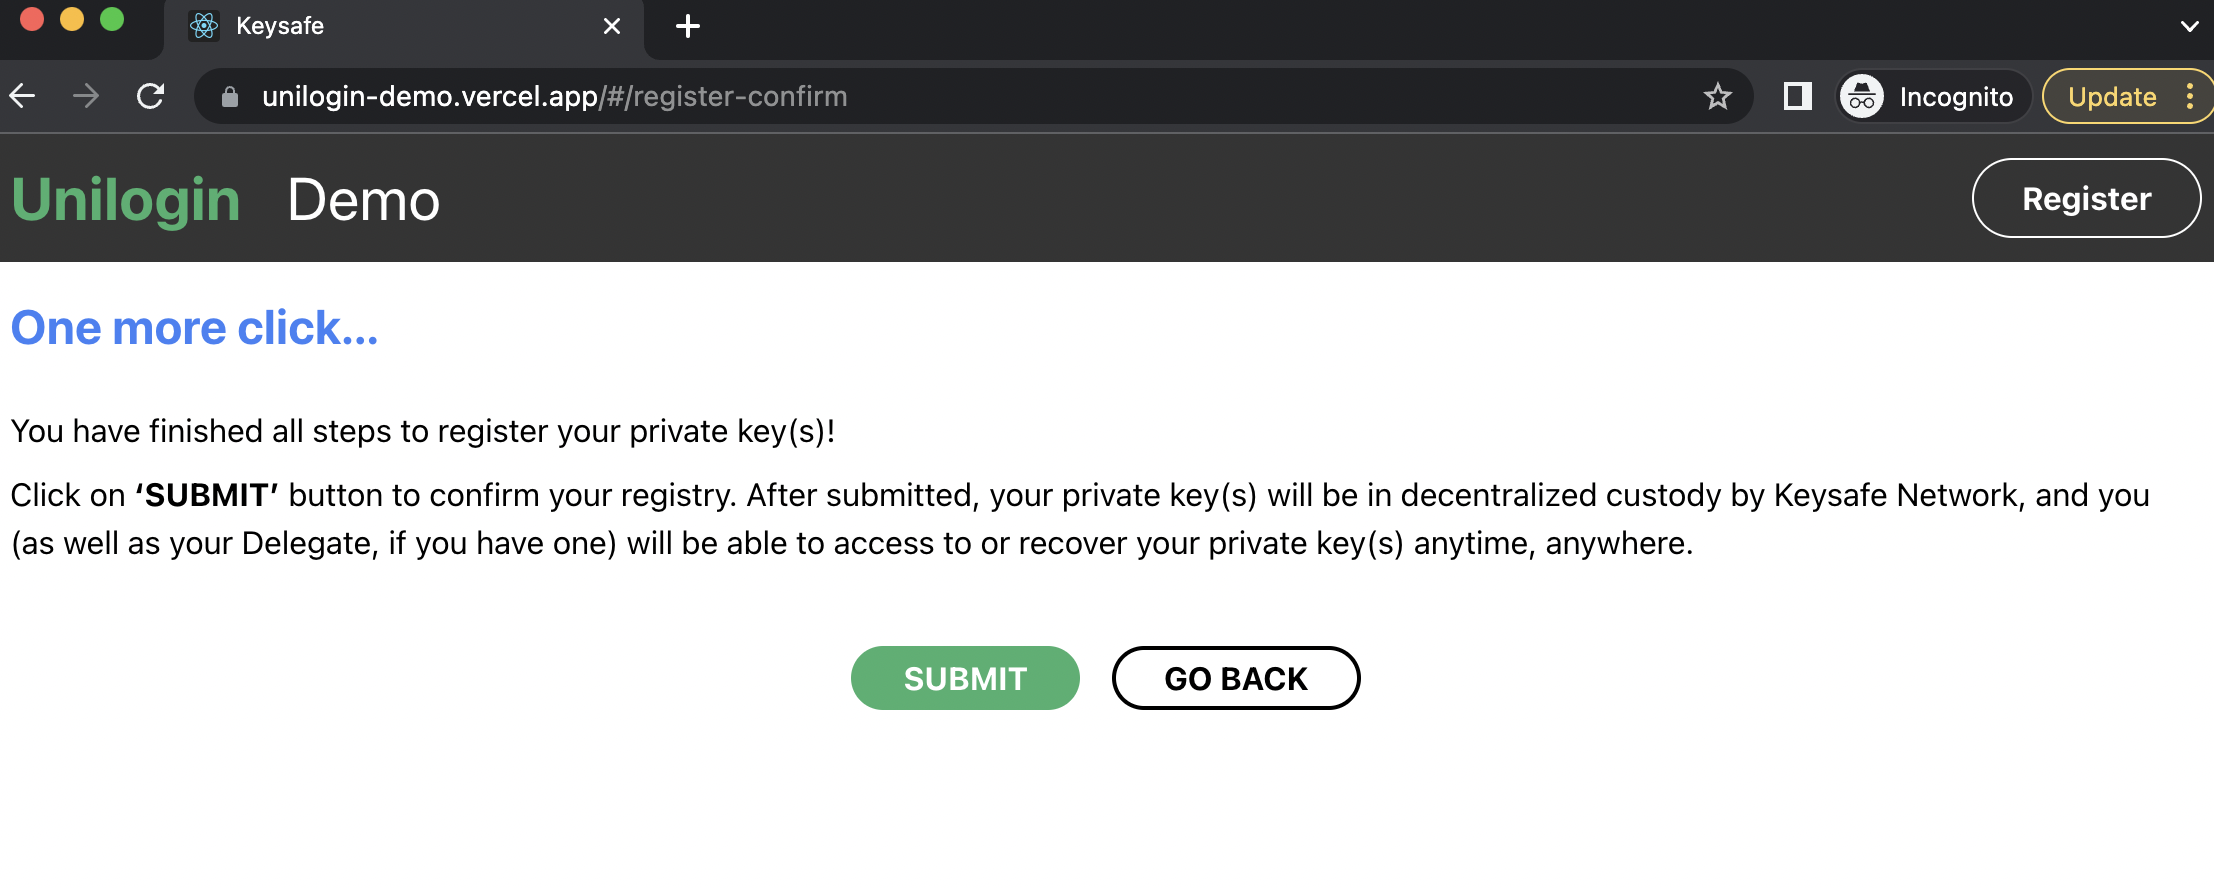 Keysafe
unilogin-demo.vercel.app/#/register-confirm
Incognito
Update
Unilogin Demo
Register
One more click...
You have finished all steps to register your private key(s)!
Click on ‘SUBMIT’ button to confirm your registry. After submitted, your private key(s) will be in decentralized custody by Keysafe Network, and you
(as well as your Delegate, if you have one) will be able to access to or recover your private key(s) anytime, anywhere.
SUBMIT
GO BACK